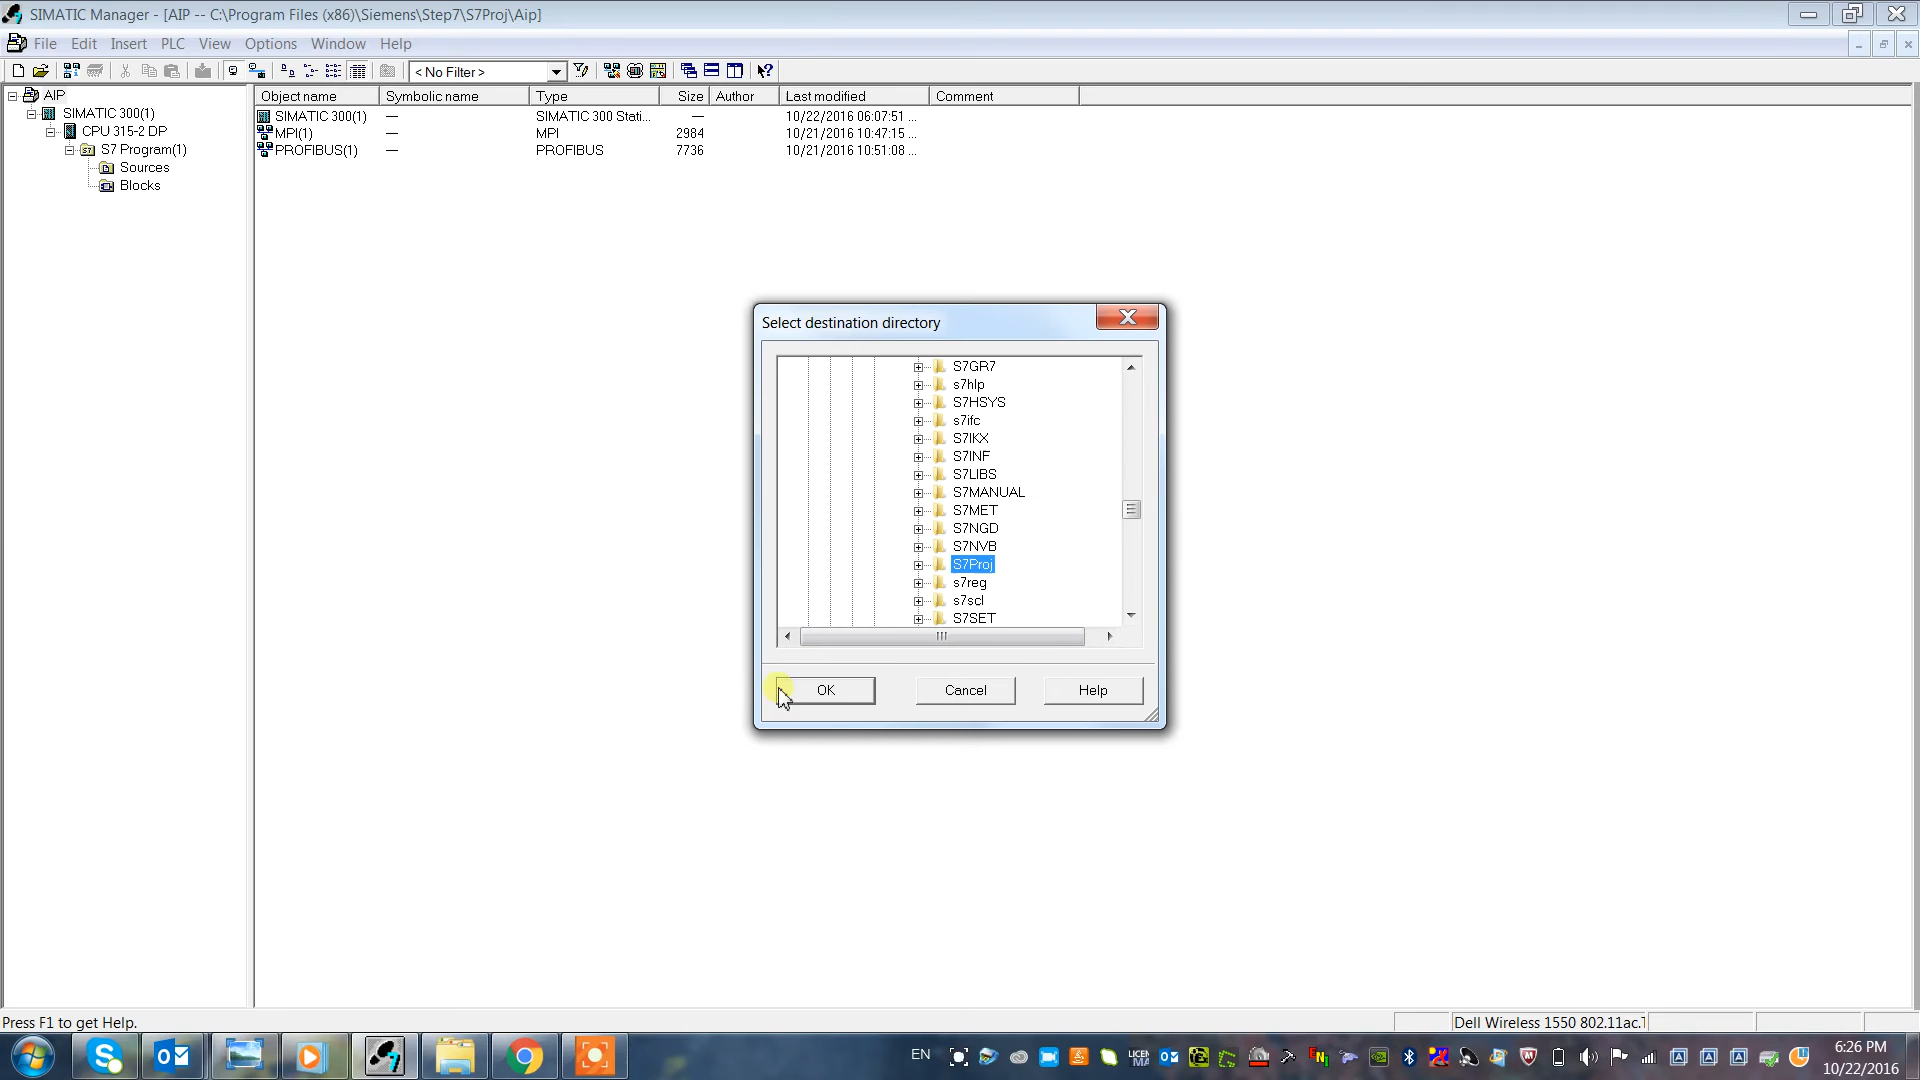 SIMATIC Manager - [AIP -- C:\Program Files (x86)\Siemens\Step7\S7Proj\Aip]
File Edit Insert PLC View Options Window Help
< No Filter >
AIP
SIMATIC 300(1)
CPU 315-2 DP
S7 Program(1)
Sources
Blocks
Object name Symbolic name Type Size Author Last modified Comment
SIMATIC 300(1) --- SIMATIC 300 Stati... --- 10/22/2016 06:07:51 ...
MPI(1) --- MPI 2984 10/21/2016 10:47:15 ...
PROFIBUS(1) --- PROFIBUS 7736 10/21/2016 10:51:08 ...
Select destination directory
S7GR7
s7hlp
S7HSYS
s7ifc
S7IKX
S7INF
S7LIBS
S7MANUAL
S7MET
S7NGD
S7NVB
S7Proj
s7reg
s7scl
S7SET
OK Cancel Help
Press F1 to get Help.
Dell Wireless 1550 802.11ac.T
EN
6:26 PM
10/22/2016